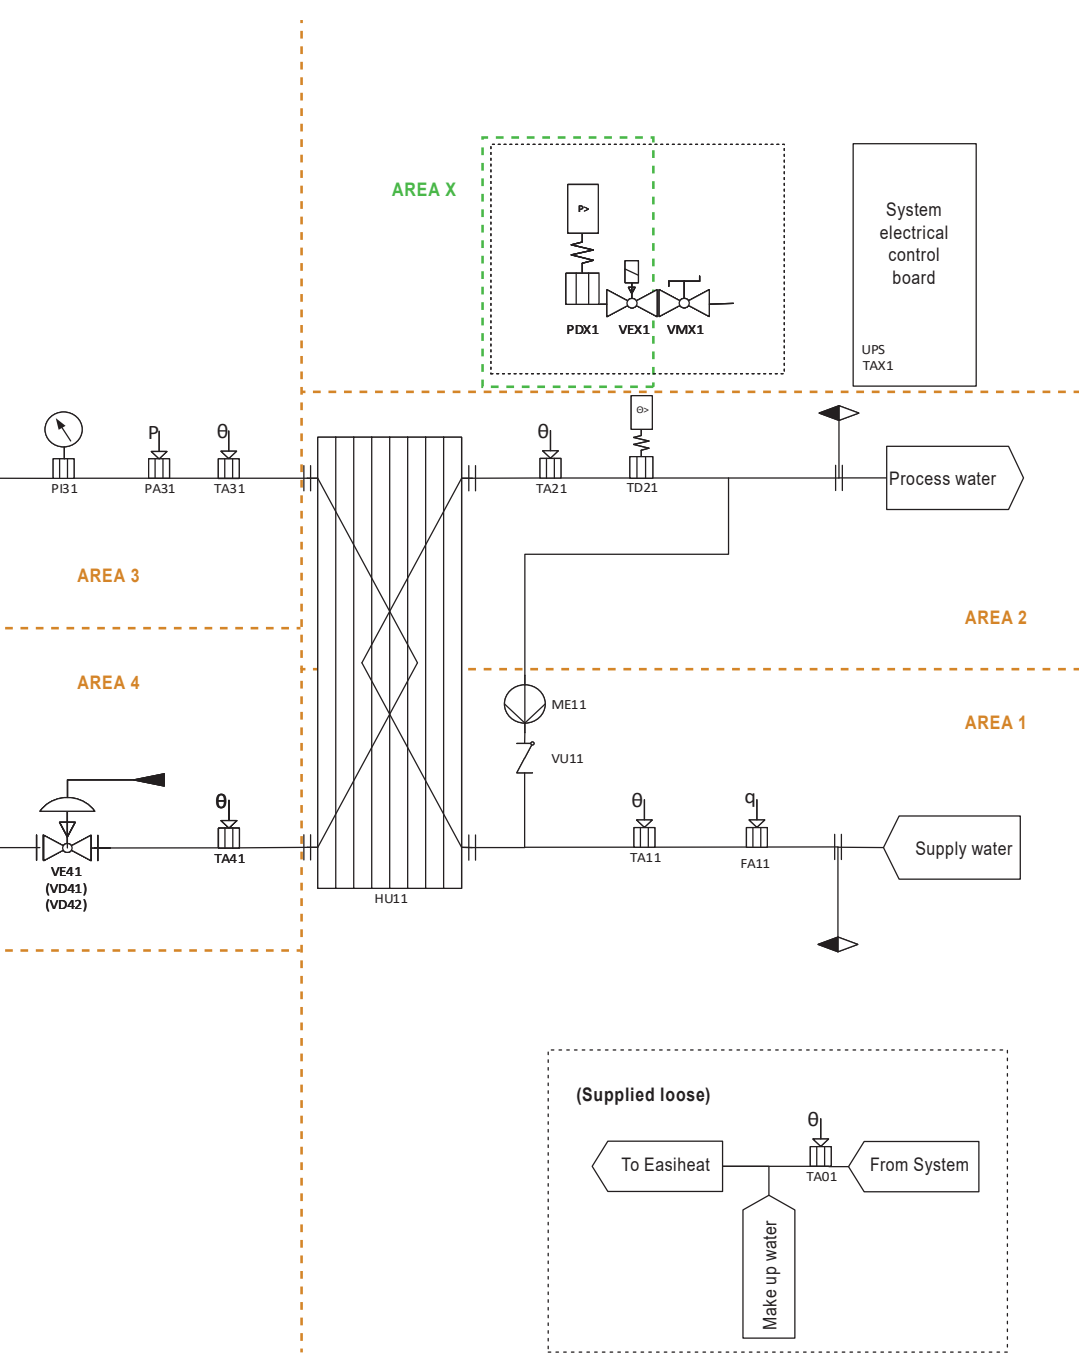 AREA X
P>
PDX1
VEX1
VMX1
System
electrical
control
board
UPS
TAX1
P
θ
PI31
PA31
TA31
θ
Θ>
TA21
TD21
Process water
AREA 3
AREA 2
AREA 4
ME11
AREA 1
VU11
θ
TA41
VE41
(VD41)
(VD42)
HU11
θ
q
TA11
FA11
Supply water
(Supplied loose)
θ
To Easiheat
TA01
From System
Make up water